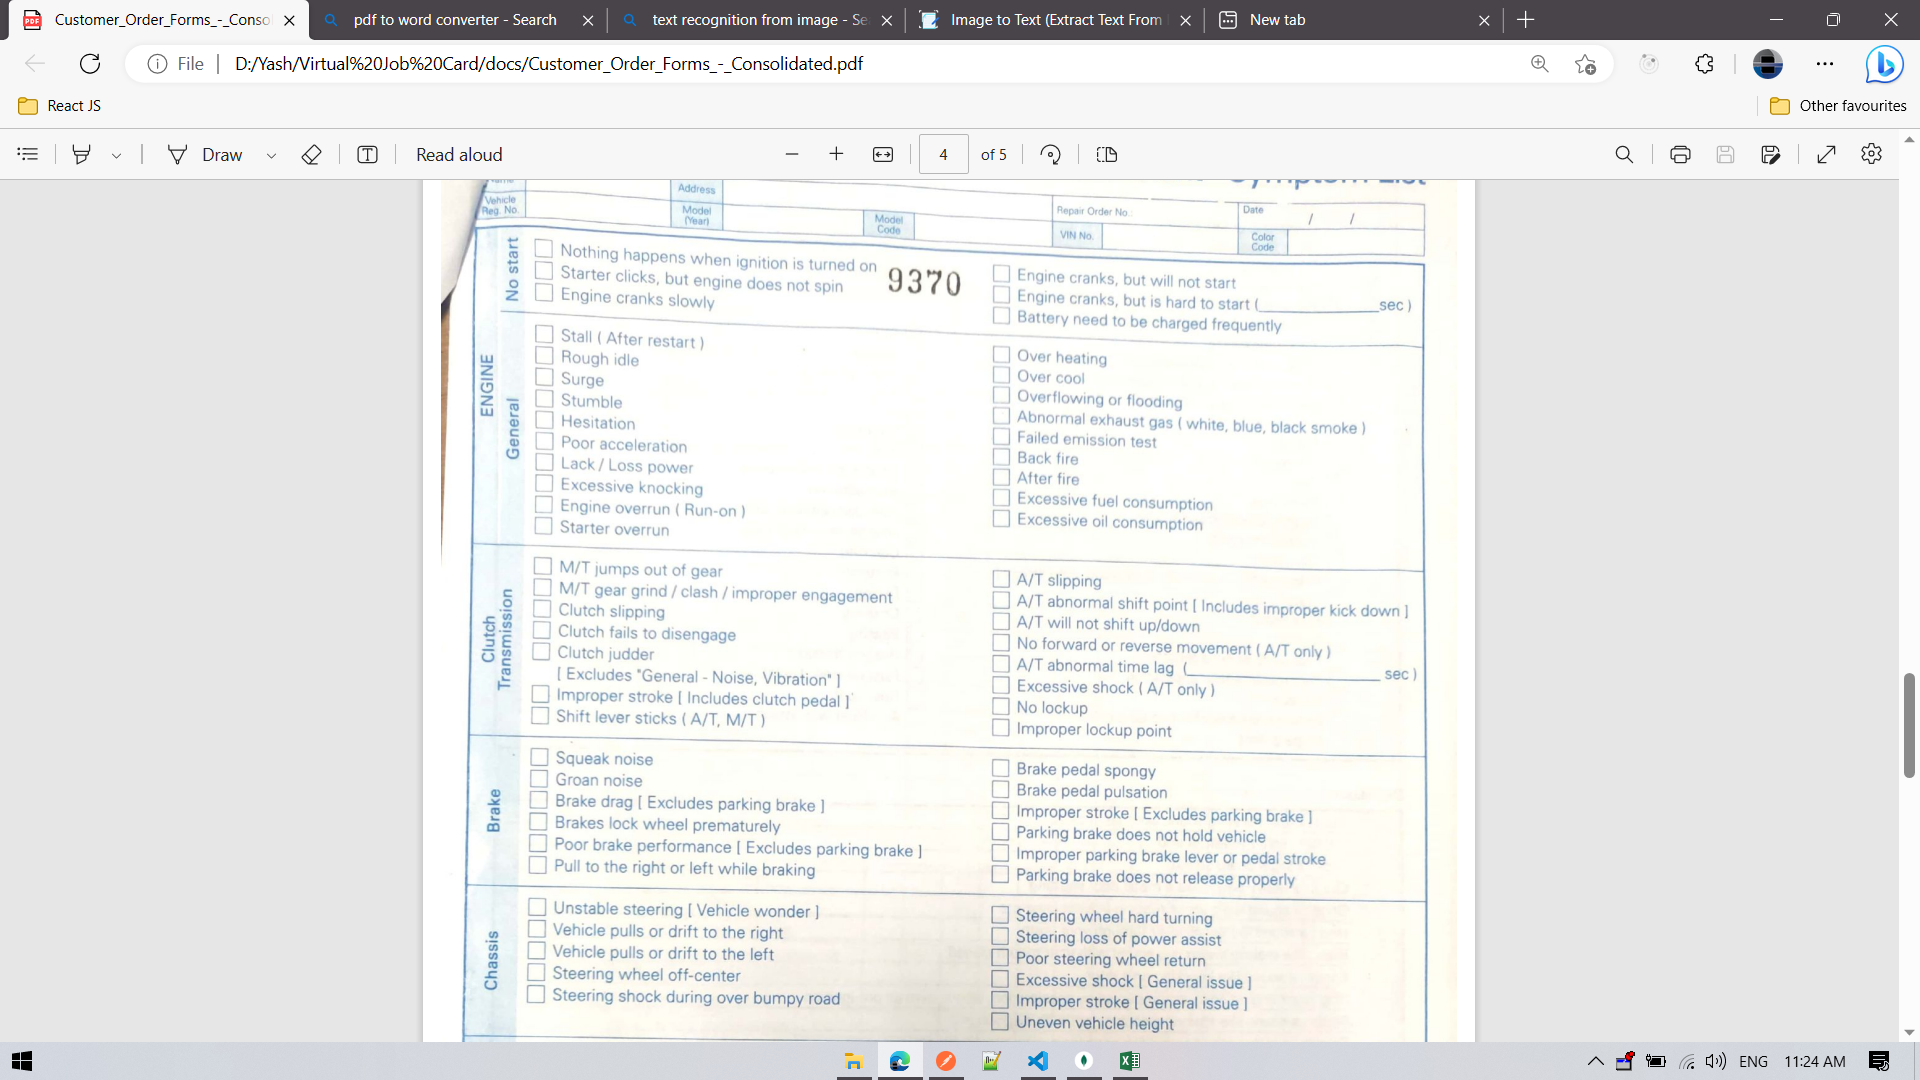 Customer_Order_Forms_-_Consol
pdf to word converter - Search
text recognition from image - Se
Image to Text (Extract Text From
New tab
File
D:/Yash/Virtual%20Job%20Card/docs/Customer_Order_Forms_-_Consolidated.pdf
React JS
Other favourites
Draw
Read aloud
4 of 5
Symptom List
Name
Address
Vehicle Reg. No.
Model (Year)
Model Code
Repair Order No.
Date / /
VIN No.
Color Code
ENGINE
No start
Nothing happens when ignition is turned on
Starter clicks, but engine does not spin
Engine cranks slowly
9370
Engine cranks, but will not start
Engine cranks, but is hard to start ( sec )
Battery need to be charged frequently
General
Stall ( After restart )
Rough idle
Surge
Stumble
Hesitation
Poor acceleration
Lack / Loss power
Excessive knocking
Engine overrun ( Run-on )
Starter overrun
Over heating
Over cool
Overflowing or flooding
Abnormal exhaust gas ( white, blue, black smoke )
Failed emission test
Back fire
After fire
Excessive fuel consumption
Excessive oil consumption
Clutch
Transmission
M/T jumps out of gear
M/T gear grind / clash / improper engagement
Clutch slipping
Clutch fails to disengage
Clutch judder
[ Excludes "General - Noise, Vibration" ]
Improper stroke [ Includes clutch pedal ]
Shift lever sticks ( A/T, M/T )
A/T slipping
A/T abnormal shift point [ Includes improper kick down ]
A/T will not shift up/down
No forward or reverse movement ( A/T only )
A/T abnormal time lag ( sec )
Excessive shock ( A/T only )
No lockup
Improper lockup point
Brake
Squeak noise
Groan noise
Brake drag [ Excludes parking brake ]
Brakes lock wheel prematurely
Poor brake performance [ Excludes parking brake ]
Pull to the right or left while braking
Brake pedal spongy
Brake pedal pulsation
Improper stroke [ Excludes parking brake ]
Parking brake does not hold vehicle
Improper parking brake lever or pedal stroke
Parking brake does not release properly
Chassis
Unstable steering [ Vehicle wonder ]
Vehicle pulls or drift to the right
Vehicle pulls or drift to the left
Steering wheel off-center
Steering shock during over bumpy road
Steering wheel hard turning
Steering loss of power assist
Poor steering wheel return
Excessive shock [ General issue ]
Improper stroke [ General issue ]
Uneven vehicle height
ENG
11:24 AM